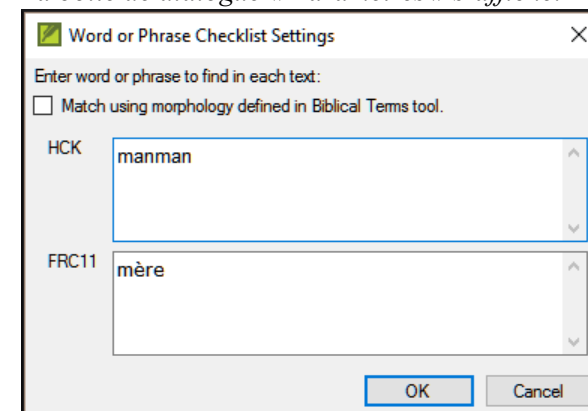 Word or Phrase Checklist Settings
Enter word or phrase to find in each text:
Match using morphology defined in Biblical Terms tool.
HCK
manman
FRC11
mère
OK Cancel